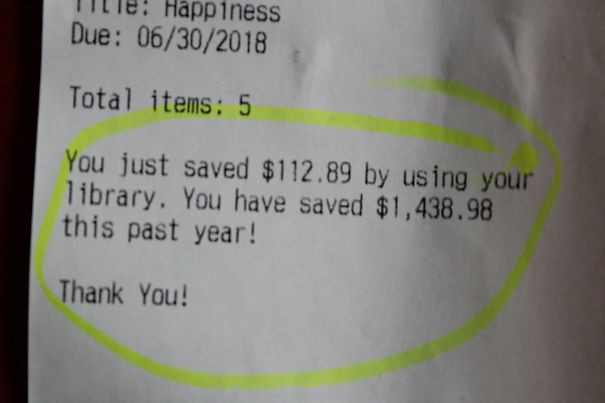 Title: Happiness
Due: 06/30/2018
Total items: 5
You just saved $112.89 by using your
library. You have saved $1,438.98
this past year!
Thank You!